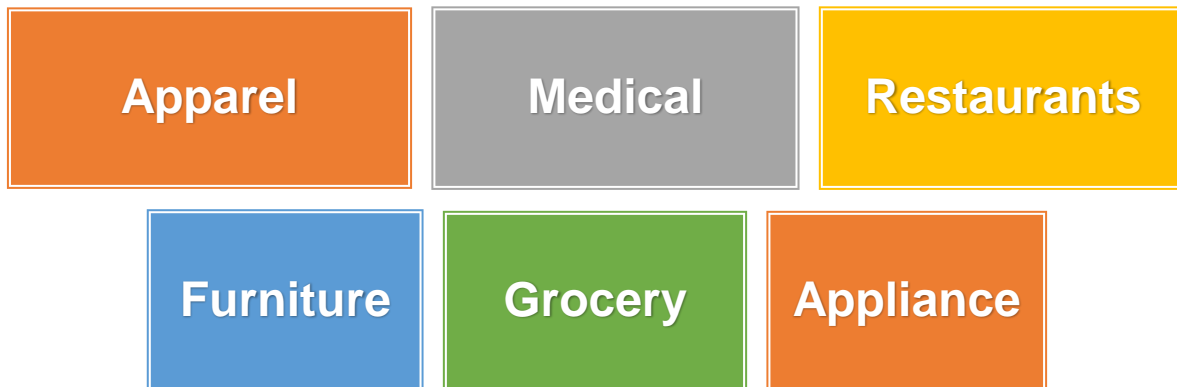 Apparel
Medical
Restaurants
Furniture
Grocery
Appliance